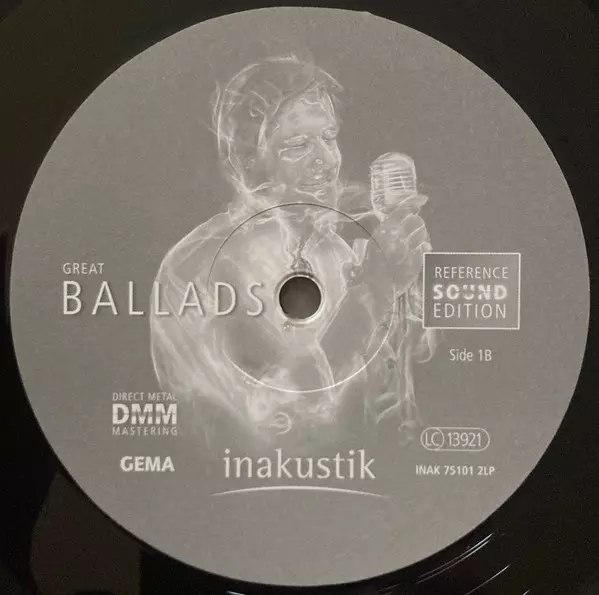 GREAT
BALLADS
REFERENCE
SOUND
EDITION
Side 1B
DIRECT METAL
DMM
MASTERING
GEMA
inakustik
LC 13921
INAK 75101 2LP